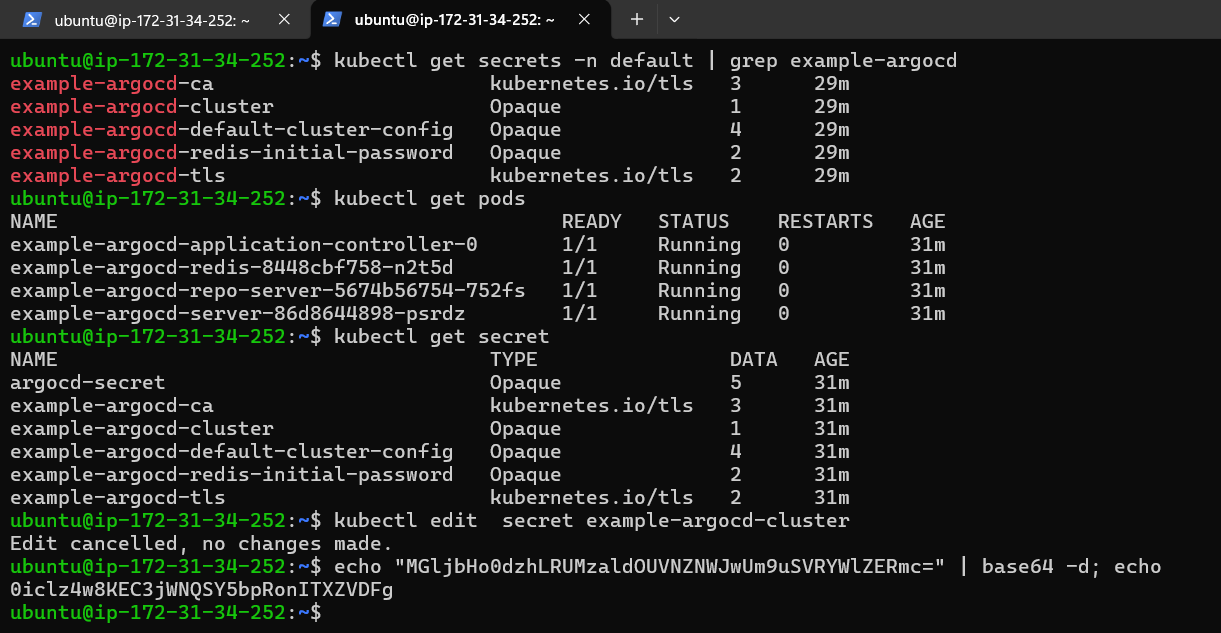 ubuntu@ip-172-31-34-252: ~
ubuntu@ip-172-31-34-252: ~
ubuntu@ip-172-31-34-252:~$ kubectl get secrets -n default | grep example-argocd
example-argocd-ca kubernetes.io/tls 3 29m
example-argocd-cluster Opaque 1 29m
example-argocd-default-cluster-config Opaque 4 29m
example-argocd-redis-initial-password Opaque 2 29m
example-argocd-tls kubernetes.io/tls 2 29m
ubuntu@ip-172-31-34-252:~$ kubectl get pods
NAME READY STATUS RESTARTS AGE
example-argocd-application-controller-0 1/1 Running 0 31m
example-argocd-redis-8448cbf758-n2t5d 1/1 Running 0 31m
example-argocd-repo-server-5674b56754-752fs 1/1 Running 0 31m
example-argocd-server-86d8644898-psrdz 1/1 Running 0 31m
ubuntu@ip-172-31-34-252:~$ kubectl get secret
NAME TYPE DATA AGE
argocd-secret Opaque 5 31m
example-argocd-ca kubernetes.io/tls 3 31m
example-argocd-cluster Opaque 1 31m
example-argocd-default-cluster-config Opaque 4 31m
example-argocd-redis-initial-password Opaque 2 31m
example-argocd-tls kubernetes.io/tls 2 31m
ubuntu@ip-172-31-34-252:~$ kubectl edit  secret example-argocd-cluster
Edit cancelled, no changes made.
ubuntu@ip-172-31-34-252:~$ echo "MGljbHo0dzhLRUMzaldOUVNZNWJwUm9uSVRYWlZERmc=" | base64 -d; echo
0iclz4w8KEC3jWNQSY5bpRonITXZVDFg
ubuntu@ip-172-31-34-252:~$